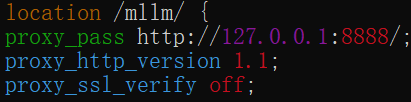 location /mllm/ {
proxy_pass http://127.0.0.1:8888/;
proxy_http_version 1.1;
proxy_ssl_verify off;